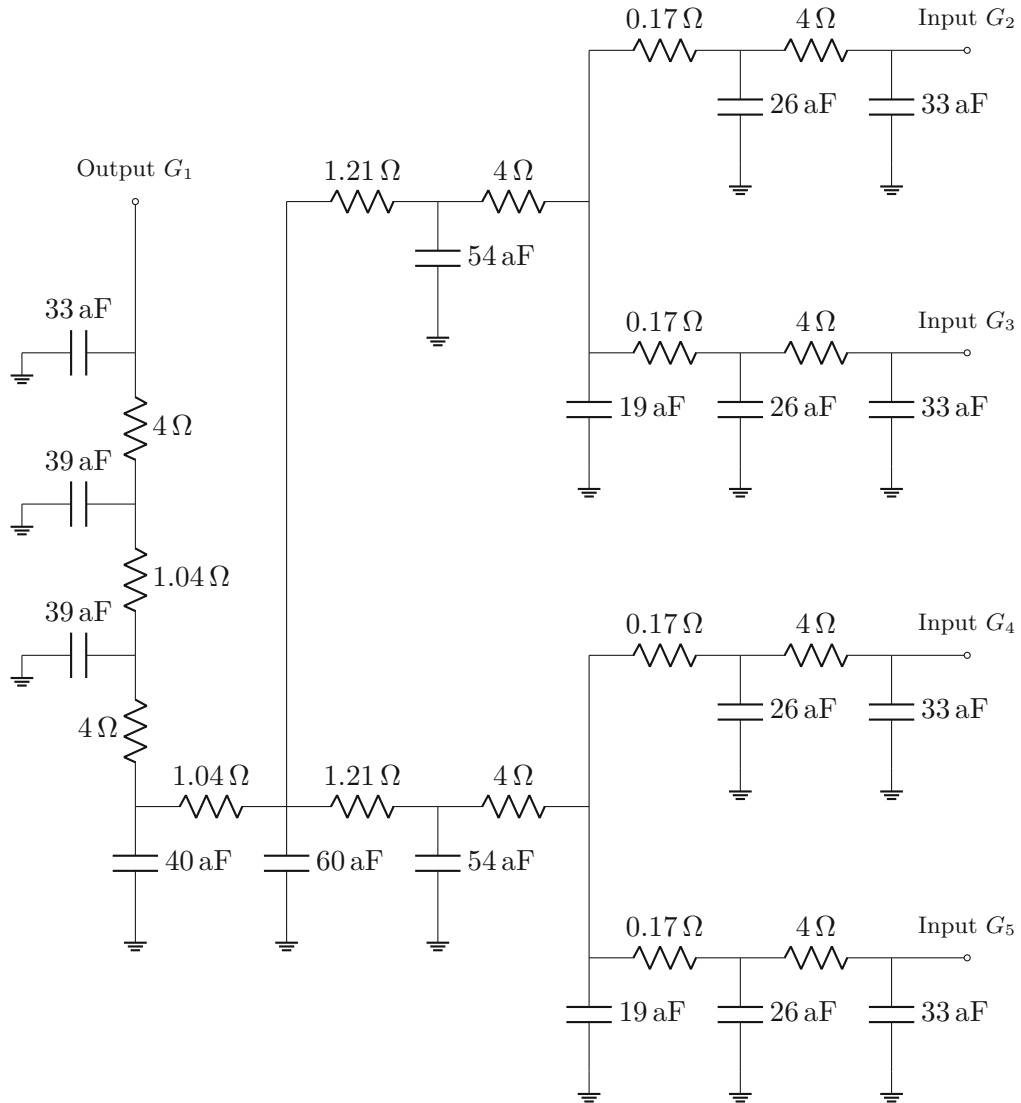 0.17 Ω
4 Ω
Input G₂
26 aF
33 aF
Output G₁
1.21 Ω
4 Ω
54 aF
33 aF
0.17 Ω
4 Ω
Input G₃
4 Ω
19 aF
26 aF
33 aF
39 aF
1.04 Ω
39 aF
0.17 Ω
4 Ω
Input G₄
4 Ω
26 aF
33 aF
1.04 Ω
1.21 Ω
4 Ω
40 aF
60 aF
54 aF
0.17 Ω
4 Ω
Input G₅
19 aF
26 aF
33 aF